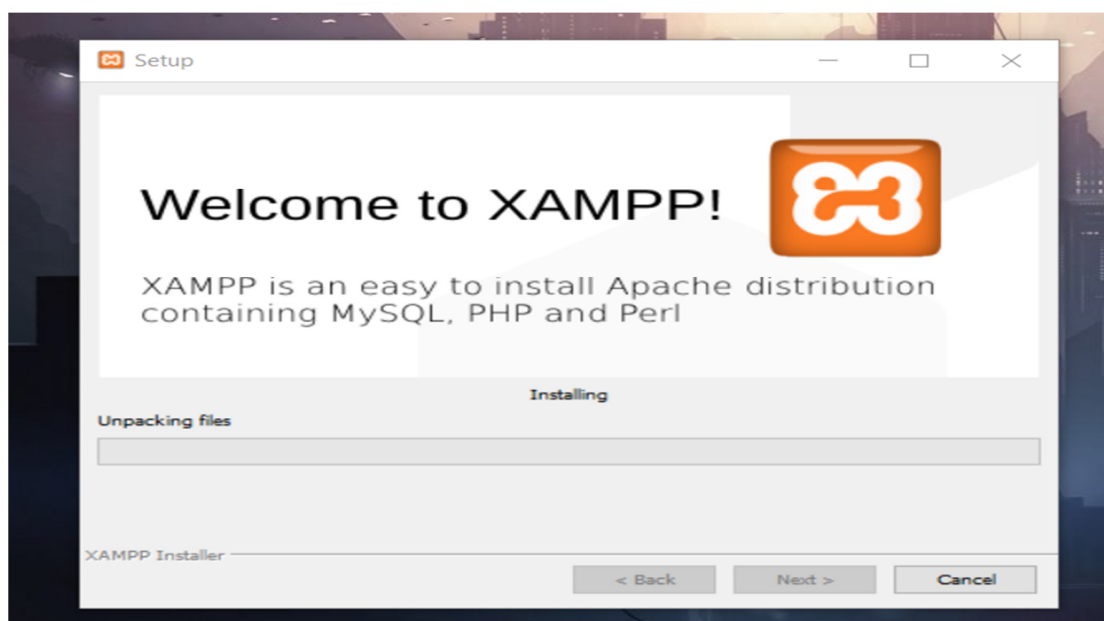 Setup
Welcome to XAMPP!
XAMPP is an easy to install Apache distribution
containing MySQL, PHP and Perl
Installing
Unpacking files
XAMPP Installer
< Back Next > Cancel